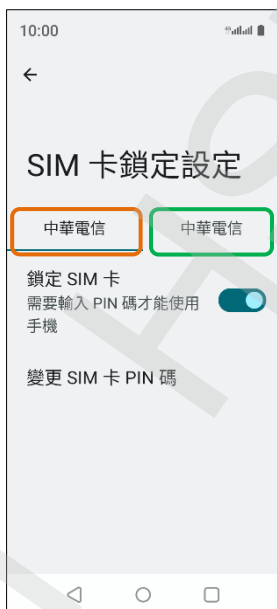 10:00
SIM 卡鎖定設定
中華電信 中華電信
鎖定 SIM 卡
需要輸入 PIN 碼才能使用
手機
變更 SIM 卡 PIN 碼